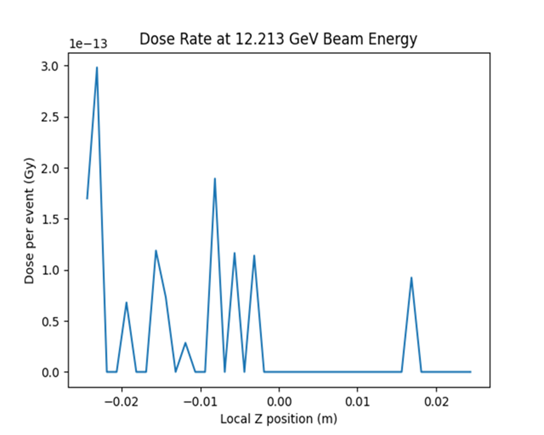 Dose Rate at 12.213 GeV Beam Energy
1e−13
3.0
2.5
2.0
1.5
1.0
0.5
0.0
Dose per event (Gy)
−0.02 −0.01 0.00 0.01 0.02
Local Z position (m)